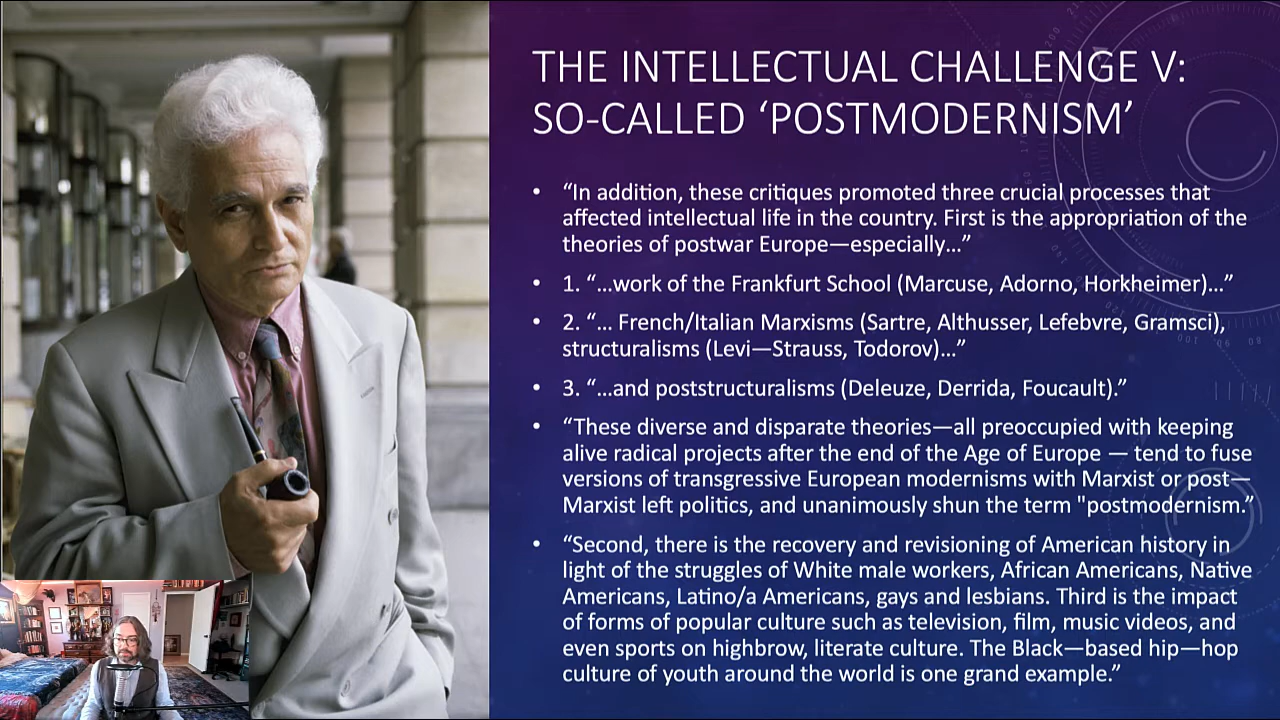 THE INTELLECTUAL CHALLENGE V:
SO-CALLED ‘POSTMODERNISM’
• “In addition, these critiques promoted three crucial processes that
affected intellectual life in the country. First is the appropriation of the
theories of postwar Europe—especially…”
• 1. “…work of the Frankfurt School (Marcuse, Adorno, Horkheimer)…”
• 2. “… French/Italian Marxisms (Sartre, Althusser, Lefebvre, Gramsci),
structuralisms (Levi—Strauss, Todorov)…”
• 3. “…and poststructuralisms (Deleuze, Derrida, Foucault).”
• “These diverse and disparate theories—all preoccupied with keeping
alive radical projects after the end of the Age of Europe — tend to fuse
versions of transgressive European modernisms with Marxist or post—
Marxist left politics, and unanimously shun the term "postmodernism.”
• “Second, there is the recovery and revisioning of American history in
light of the struggles of White male workers, African Americans, Native
Americans, Latino/a Americans, gays and lesbians. Third is the impact
of forms of popular culture such as television, film, music videos, and
even sports on highbrow, literate culture. The Black—based hip—hop
culture of youth around the world is one grand example.”